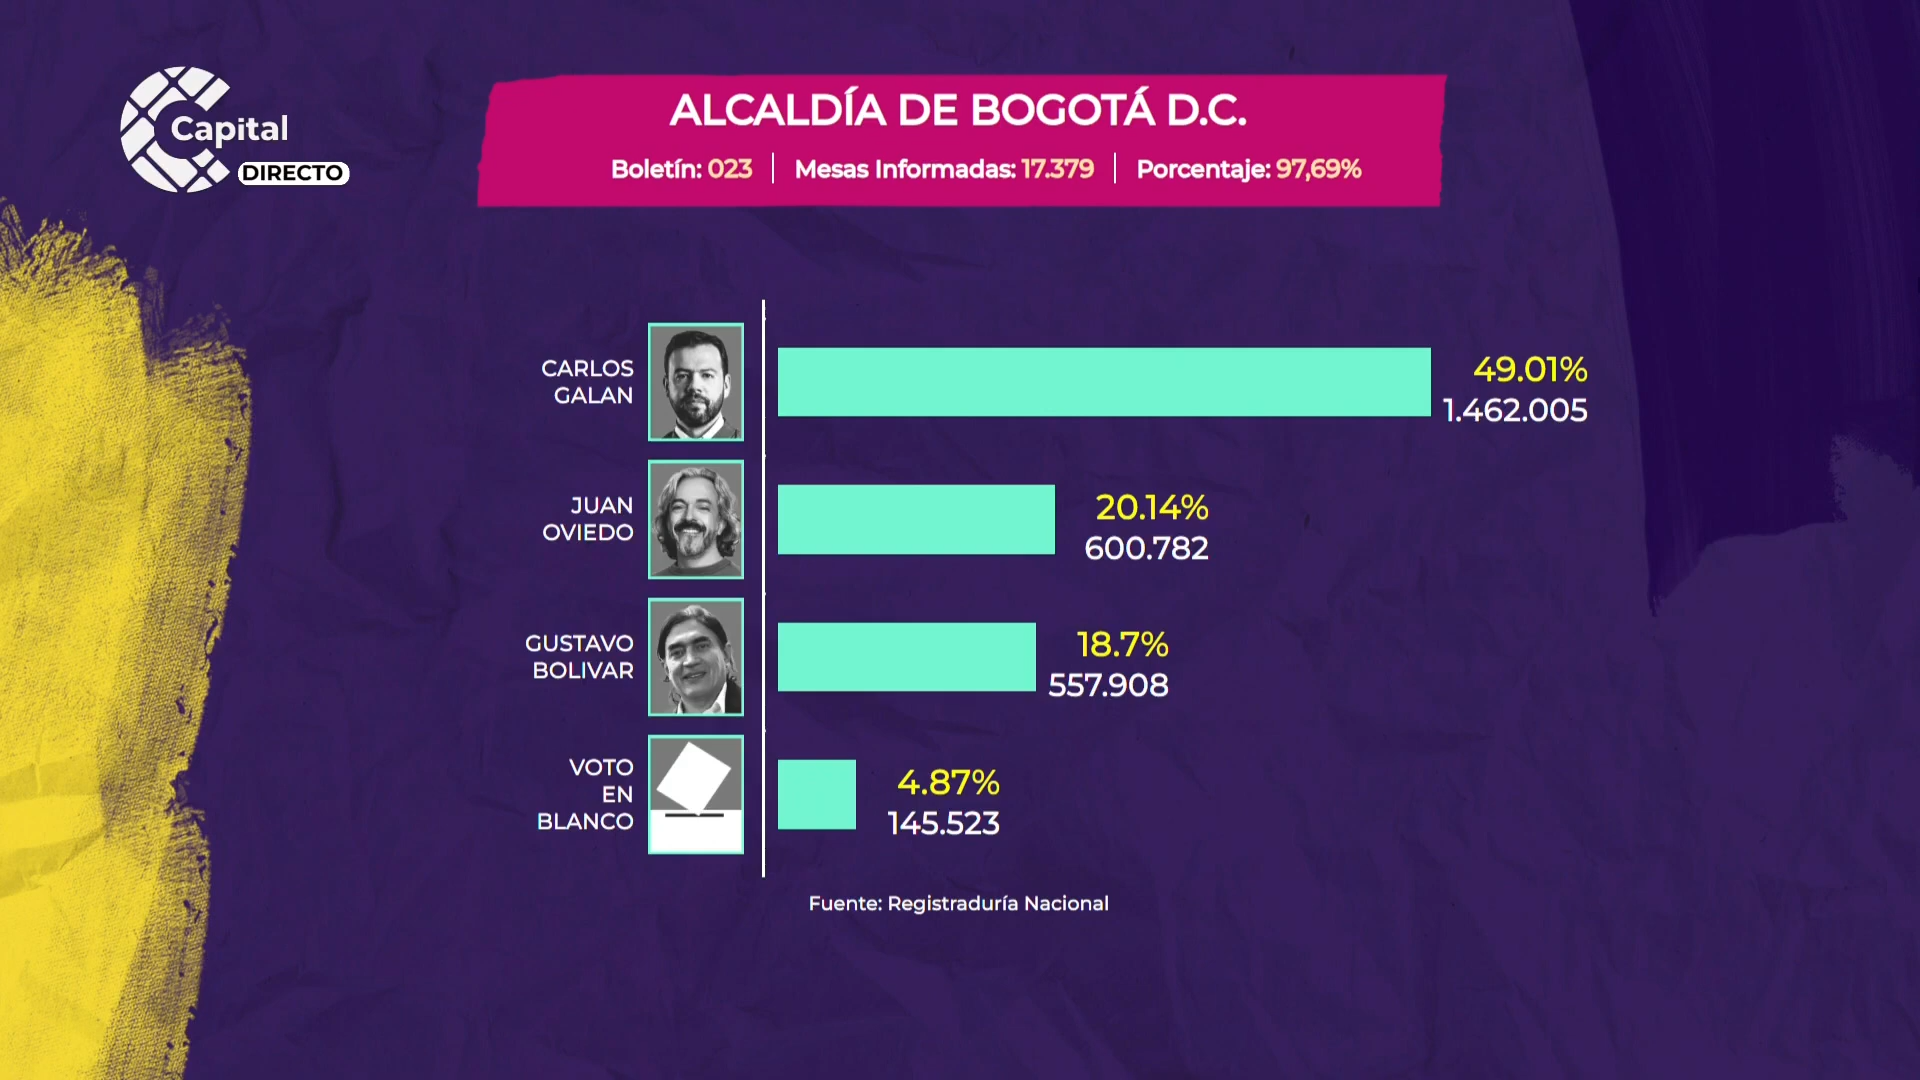 Capital
DIRECTO
ALCALDÍA DE BOGOTÁ D.C.
Boletín: 023 | Mesas Informadas: 17.379 | Porcentaje: 97,69%
CARLOS
GALAN
49.01%
1.462.005
JUAN
OVIEDO
20.14%
600.782
GUSTAVO
BOLIVAR
18.7%
557.908
VOTO
EN
BLANCO
4.87%
145.523
Fuente: Registraduría Nacional